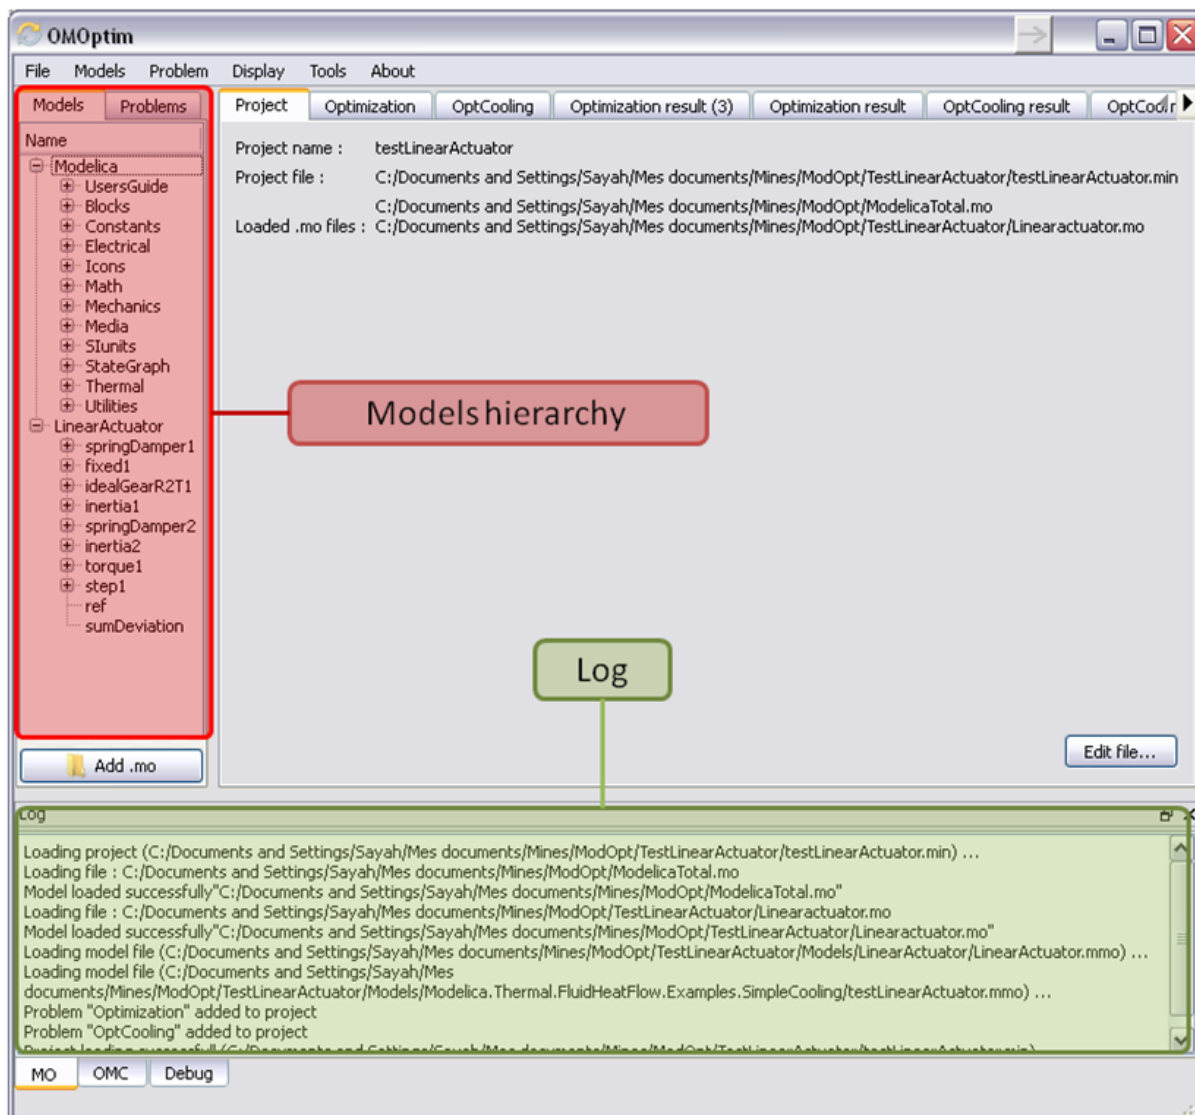 OMOptim
File Models Problem Display Tools About
Models Problems
Project Optimization OptCooling Optimization result (3) Optimization result OptCooling result
Name
Modelica
UsersGuide
Blocks
Constants
Electrical
Icons
Math
Mechanics
Media
SIunits
StateGraph
Thermal
Utilities
LinearActuator
springDamper1
fixed1
idealGearR2T1
inertia1
springDamper2
inertia2
torque1
step1
ref
sumDeviation
Add .mo
Project name : testLinearActuator
Project file : C:/Documents and Settings/Sayah/Mes documents/Mines/ModOpt/TestLinearActuator/testLinearActuator.min
C:/Documents and Settings/Sayah/Mes documents/Mines/ModOpt/ModelicaTotal.mo
Loaded .mo files : C:/Documents and Settings/Sayah/Mes documents/Mines/ModOpt/TestLinearActuator/Linearactuator.mo
Models hierarchy
Log
Edit file...
Log
Loading project (C:/Documents and Settings/Sayah/Mes documents/Mines/ModOpt/TestLinearActuator/testLinearActuator.min) ...
Loading file : C:/Documents and Settings/Sayah/Mes documents/Mines/ModOpt/ModelicaTotal.mo
Model loaded successfully"C:/Documents and Settings/Sayah/Mes documents/Mines/ModOpt/ModelicaTotal.mo"
Loading file : C:/Documents and Settings/Sayah/Mes documents/Mines/ModOpt/TestLinearActuator/Linearactuator.mo
Model loaded successfully"C:/Documents and Settings/Sayah/Mes documents/Mines/ModOpt/TestLinearActuator/Linearactuator.mo"
Loading model file (C:/Documents and Settings/Sayah/Mes documents/Mines/ModOpt/TestLinearActuator/Models/LinearActuator/LinearActuator.mmo) ...
Loading model file (C:/Documents and Settings/Sayah/Mes
documents/Mines/ModOpt/TestLinearActuator/Models/Modelica.Thermal.FluidHeatFlow.Examples.SimpleCooling/testLinearActuator.mmo) ...
Problem "Optimization" added to project
Problem "OptCooling" added to project
MO OMC Debug